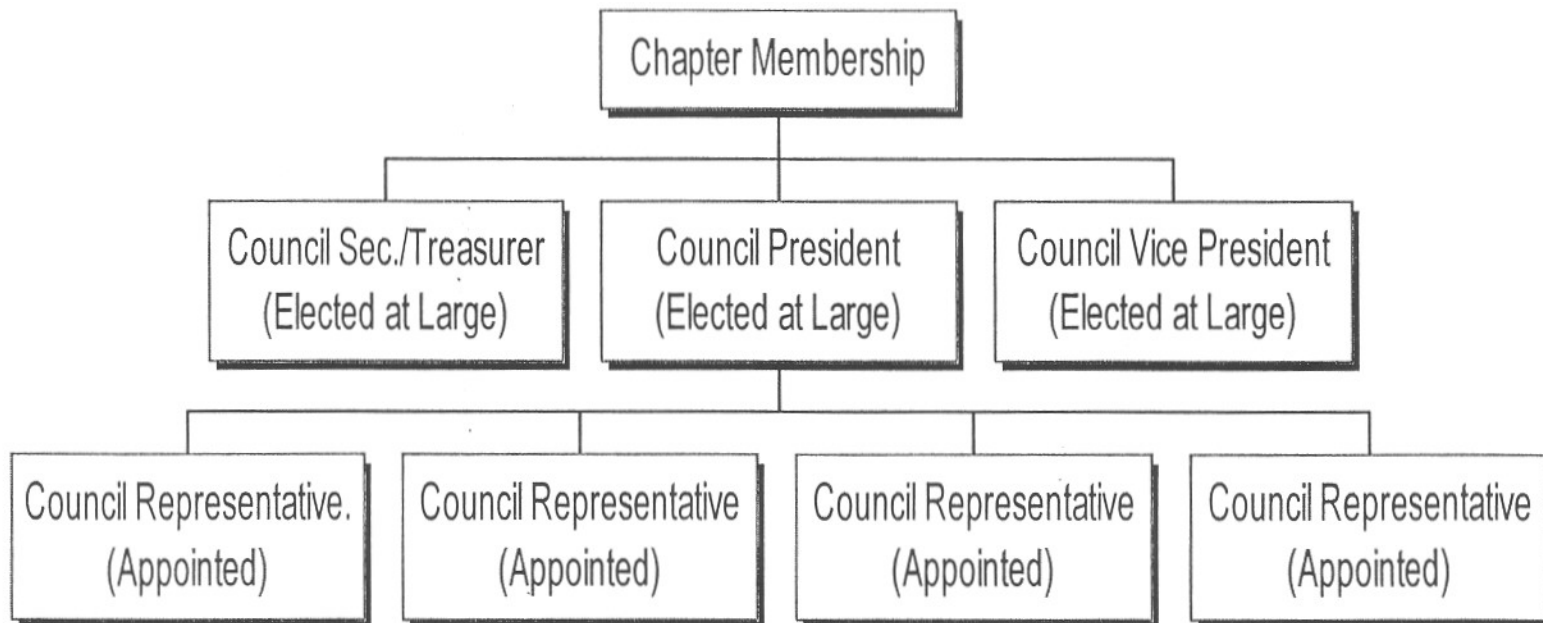 Chapter Membership
Council Sec./Treasurer
(Elected at Large)
Council President
(Elected at Large)
Council Vice President
(Elected at Large)
Council Representative.
(Appointed)
Council Representative
(Appointed)
Council Representative
(Appointed)
Council Representative
(Appointed)